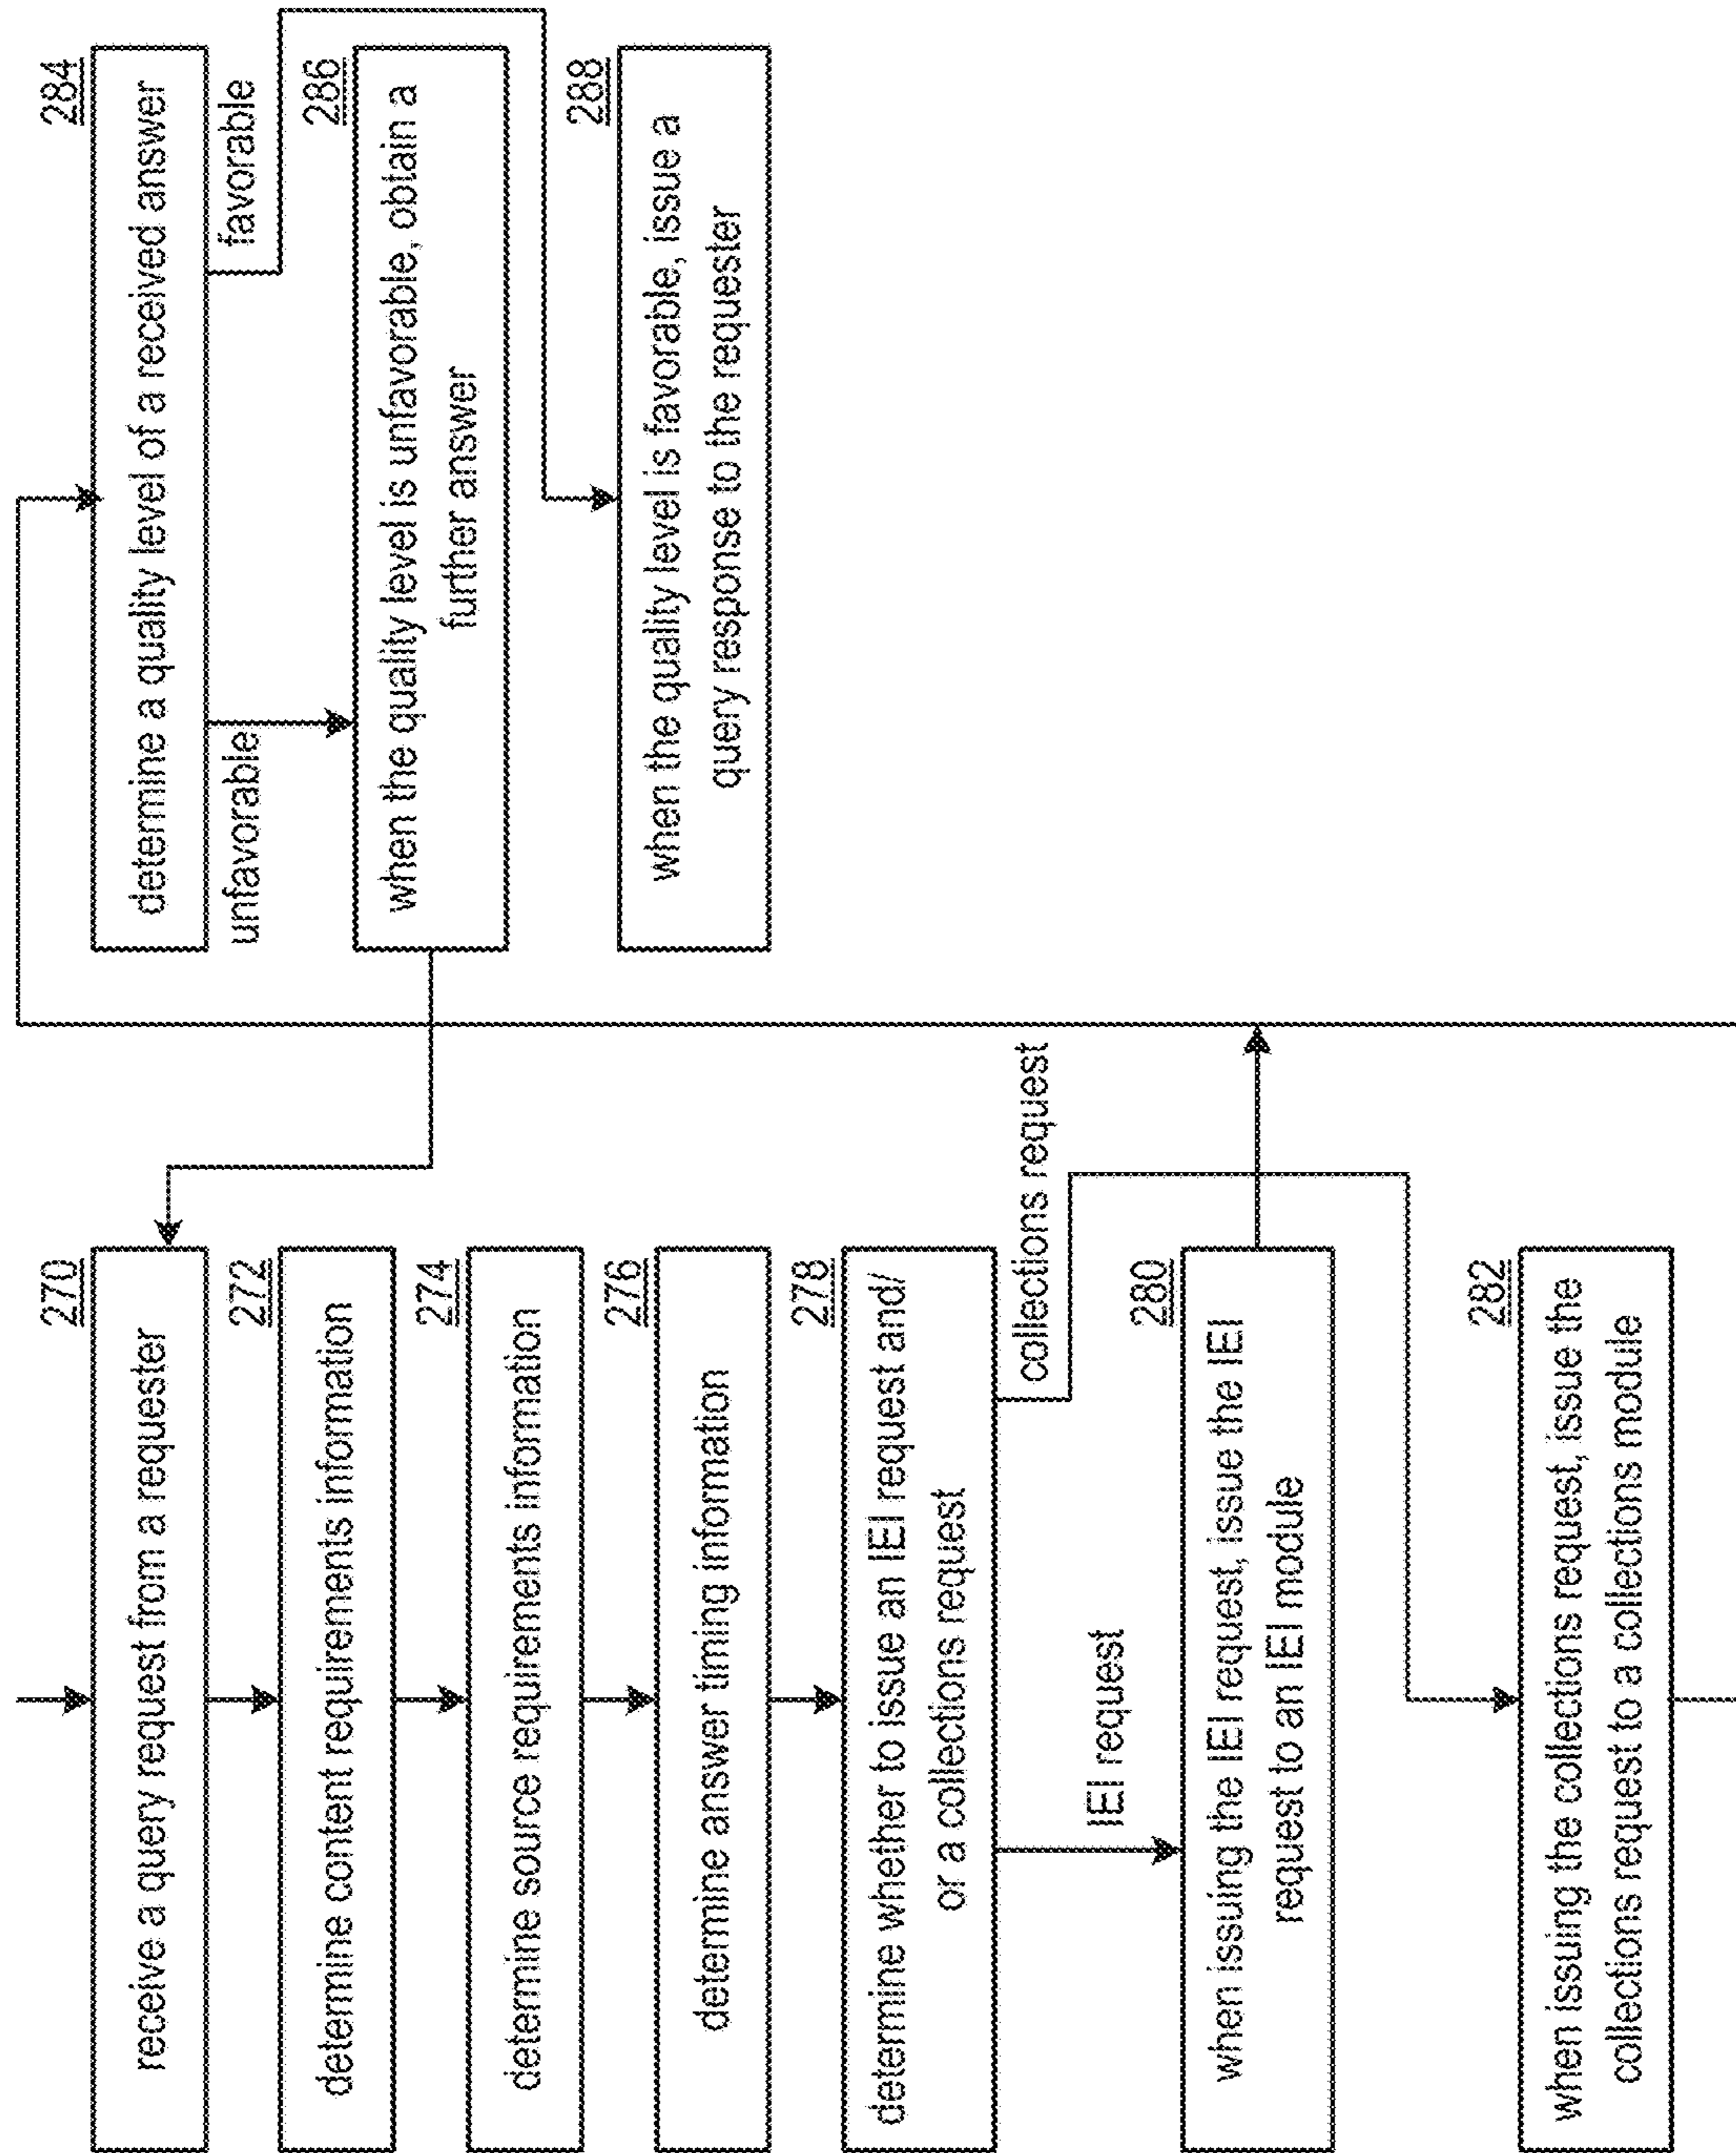 270
receive a query request from a requester
272
determine content requirements information
274
determine source requirements information
276
determine answer timing information
278
determine whether to issue an IEI request and/
or a collections request
IEI request
collections request
280
when issuing the IEI request, issue the IEI
request to an IEI module
282
when issuing the collections request, issue the
collections request to a collections module
284
determine a quality level of a received answer
unfavorable
favorable
286
when the quality level is unfavorable, obtain a
further answer
288
when the quality level is favorable, issue a
query response to the requester